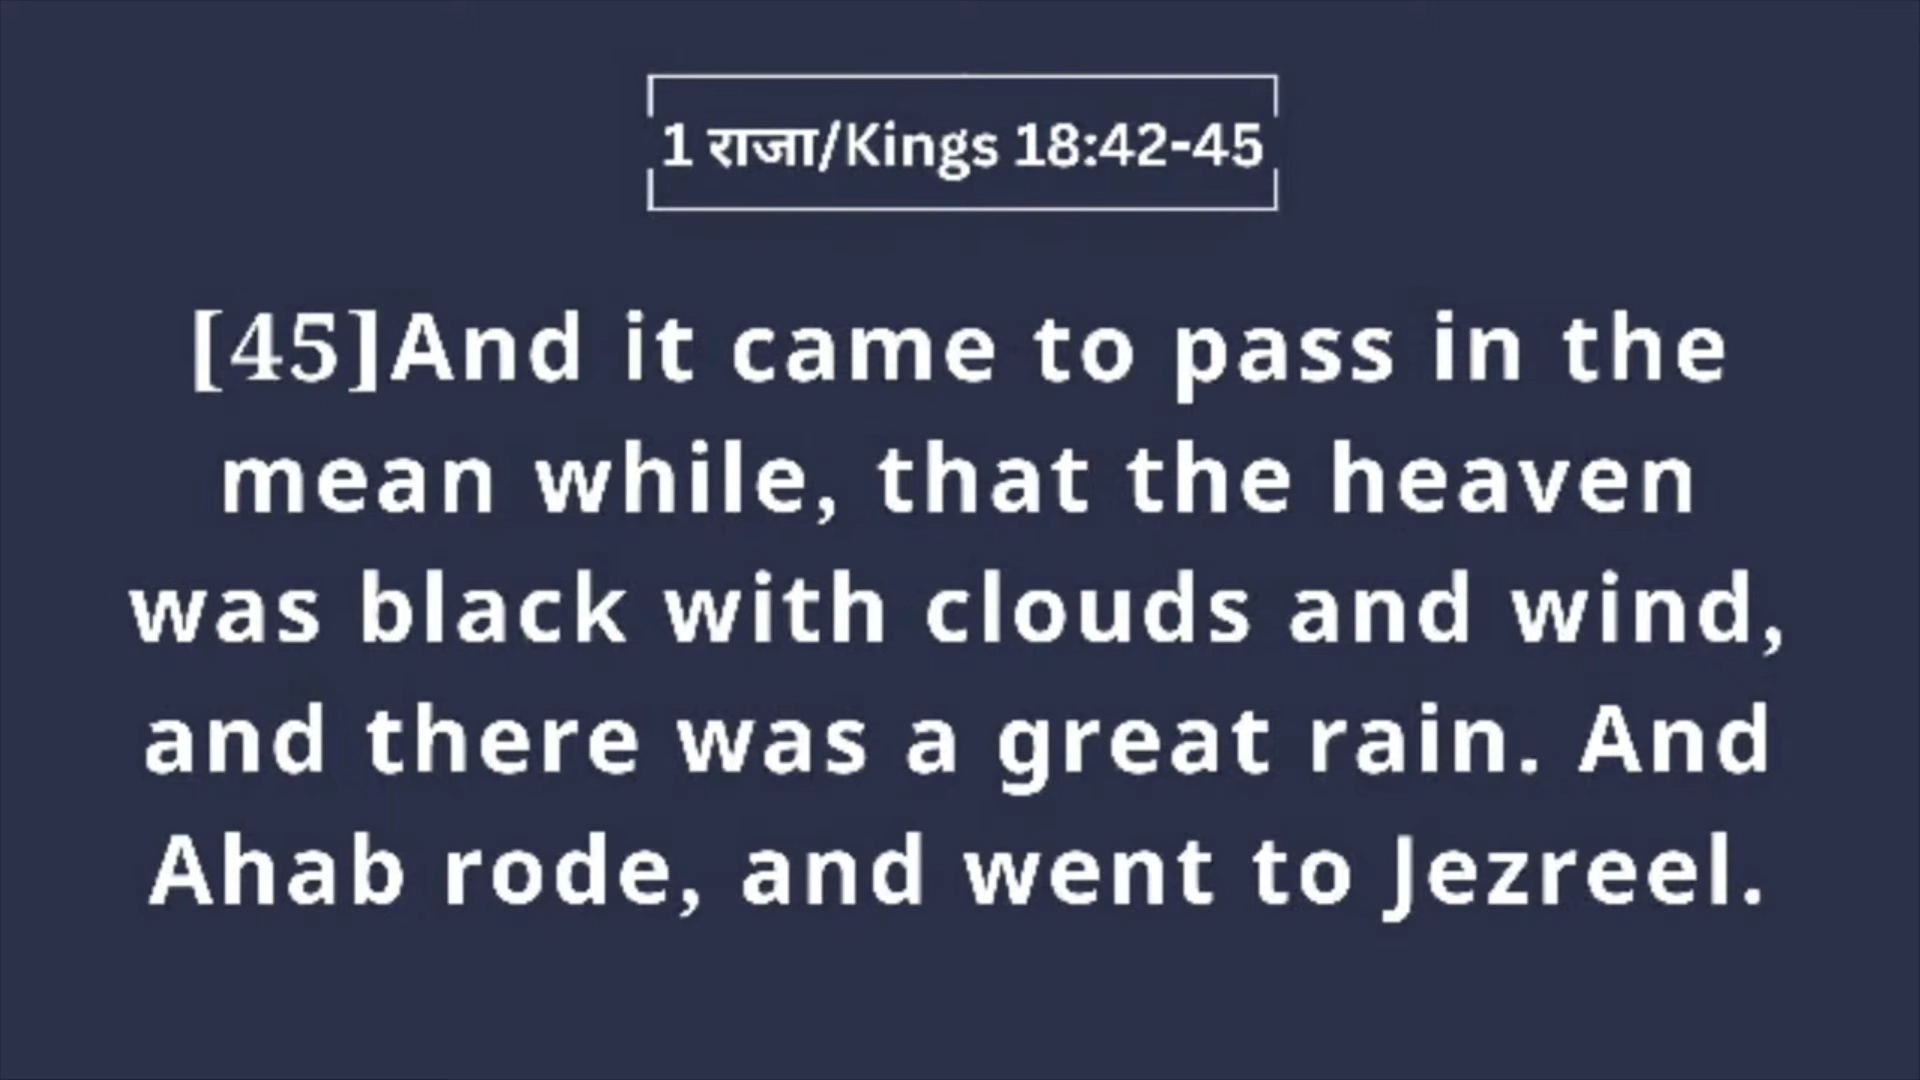 1 राजा/Kings 18:42-45
[45]And it came to pass in the
mean while, that the heaven
was black with clouds and wind,
and there was a great rain. And
Ahab rode, and went to Jezreel.